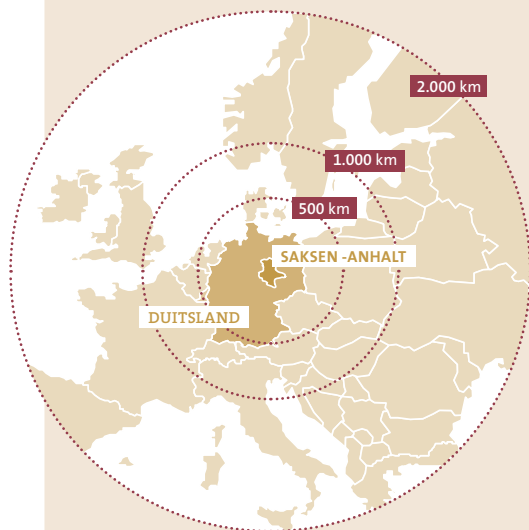 2.000 km
1.000 km
500 km
SAKSEN -ANHALT
DUITSLAND